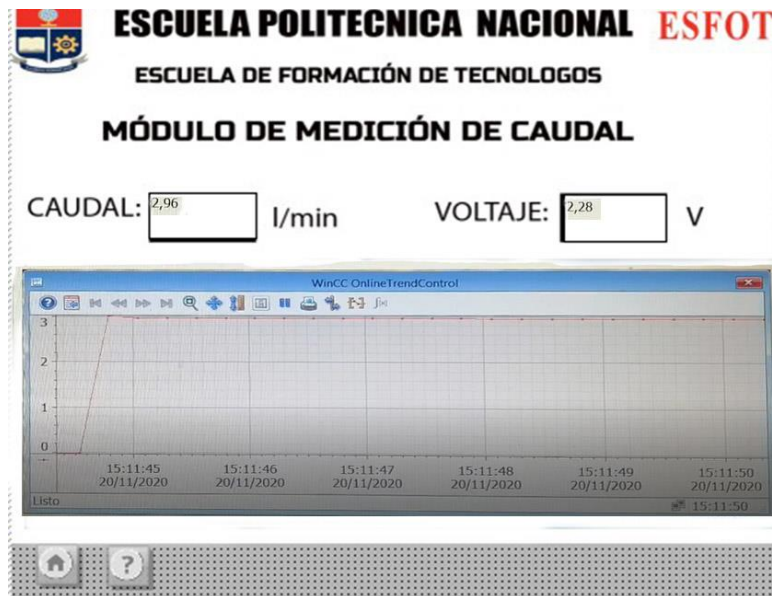 ESCUELA POLITECNICA NACIONAL ESFOT
ESCUELA DE FORMACIÓN DE TECNOLOGOS
MÓDULO DE MEDICIÓN DE CAUDAL
CAUDAL: 2,96 l/min VOLTAJE: 2,28 V
WinCC OnlineTrendControl
3
2
1
0
15:11:45 15:11:46 15:11:47 15:11:48 15:11:49 15:11:50
20/11/2020 20/11/2020 20/11/2020 20/11/2020 20/11/2020 20/11/2020
Listo 15:11:50
?